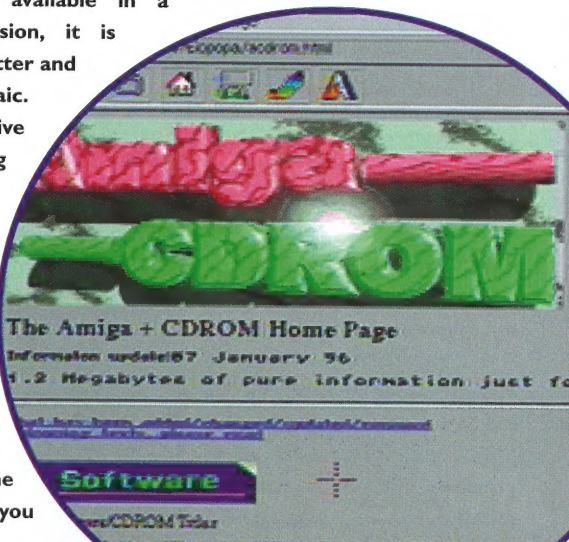 available in a
sion, it is
tter and
aic.
ive
g
Amiga
CDROM
The Amiga + CDROM Home Page
Information update:07 January 96
1.2 Megabytes of pure information just fo
Software
CDROM Titles
ne
you